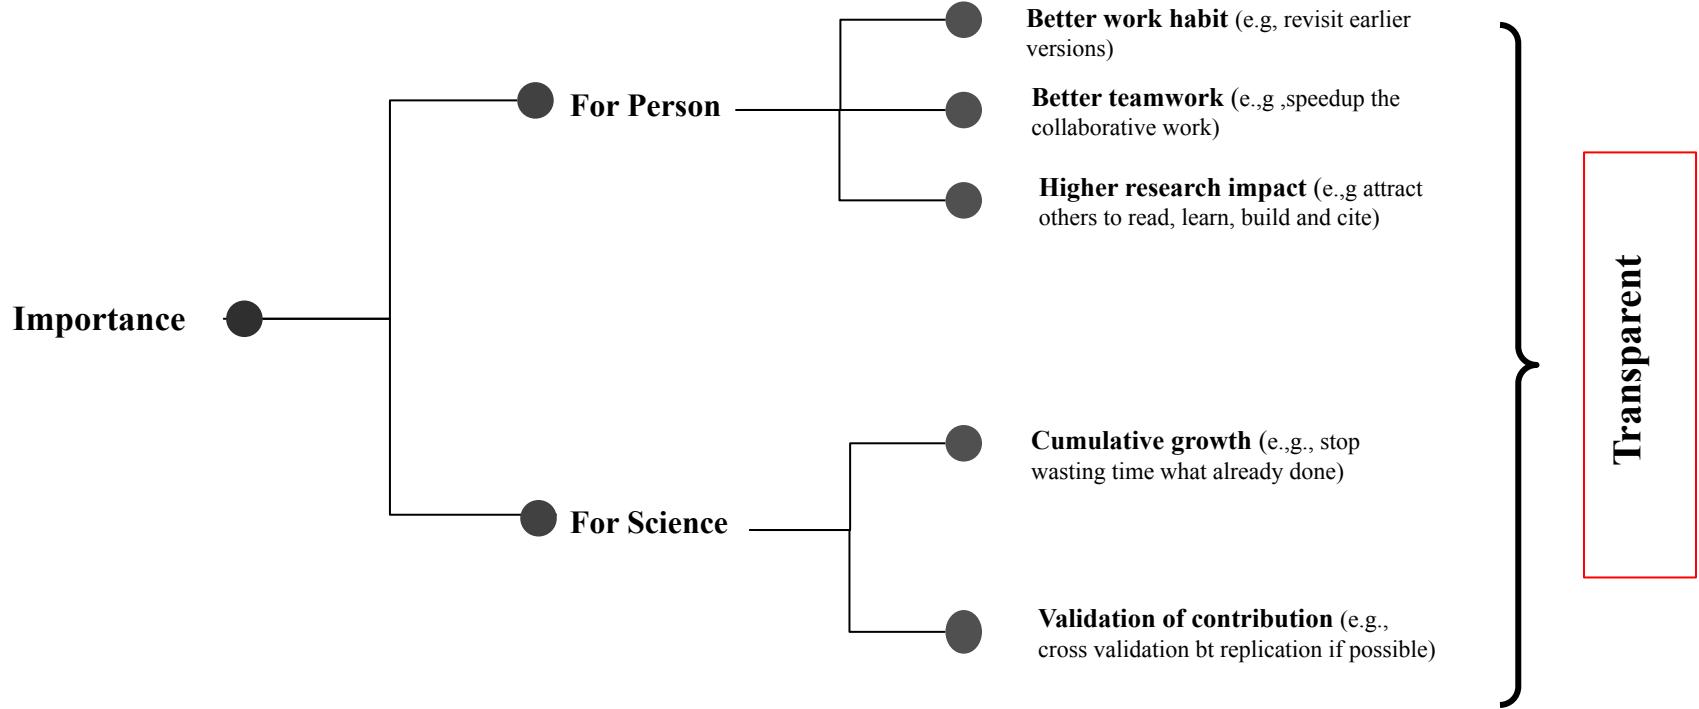 Importance
For Person
Better work habit (e.g, revisit earlier
versions)
Better teamwork (e.,g ,speedup the
collaborative work)
Higher research impact (e.,g attract
others to read, learn, build and cite)
For Science
Cumulative growth (e.,g., stop
wasting time what already done)
Validation of contribution (e.g.,
cross validation bt replication if possible)
Transparent